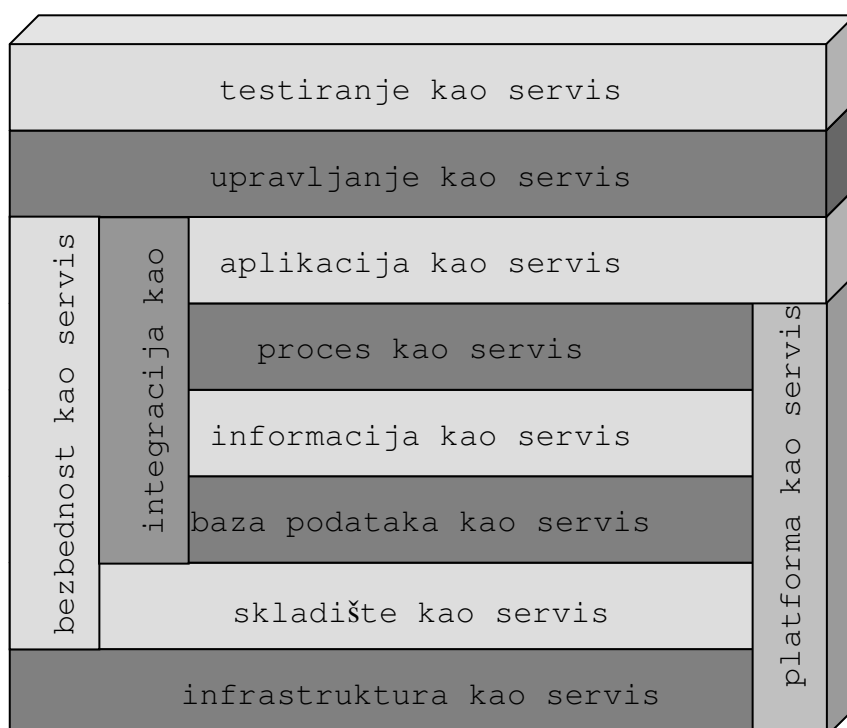 testiranje kao servis
upravljanje kao servis
bezbednost kao servis
integracija kao
aplikacija kao servis
proces kao servis
informacija kao servis
baza podataka kao servis
skladište kao servis
infrastruktura kao servis
platforma kao servis